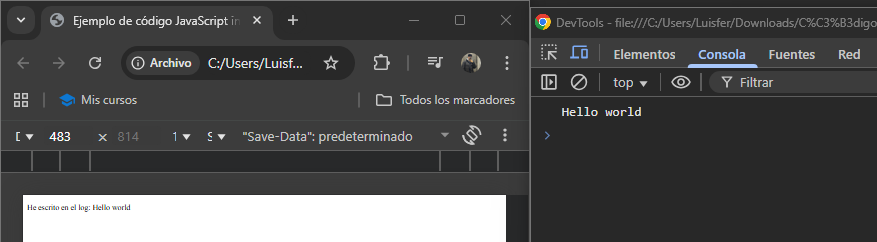 Ejemplo de código JavaScript in
Archivo
C:/Users/Luisf...
Mis cursos
Todos los marcadores
483 × 814 1 S "Save-Data": predeterminado
He escrito en el log: Hello world
DevTools - file:///C:/Users/Luisfer/Downloads/C%C3%B3digo
Elementos Consola Fuentes Red
top Filtrar
Hello world